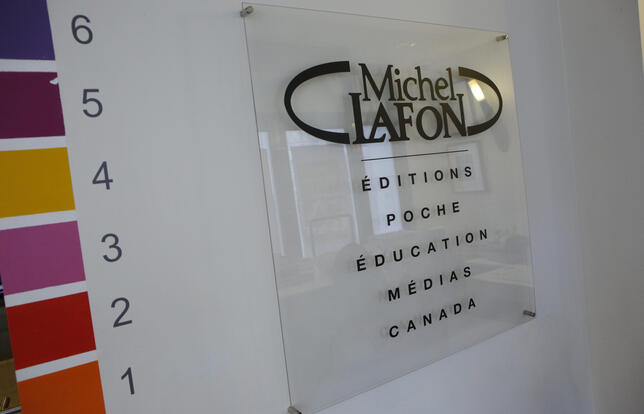 6
5
4
3
2
1
Michel
LAFON
ÉDITIONS
POCHE
ÉDUCATION
MÉDIAS
CANADA